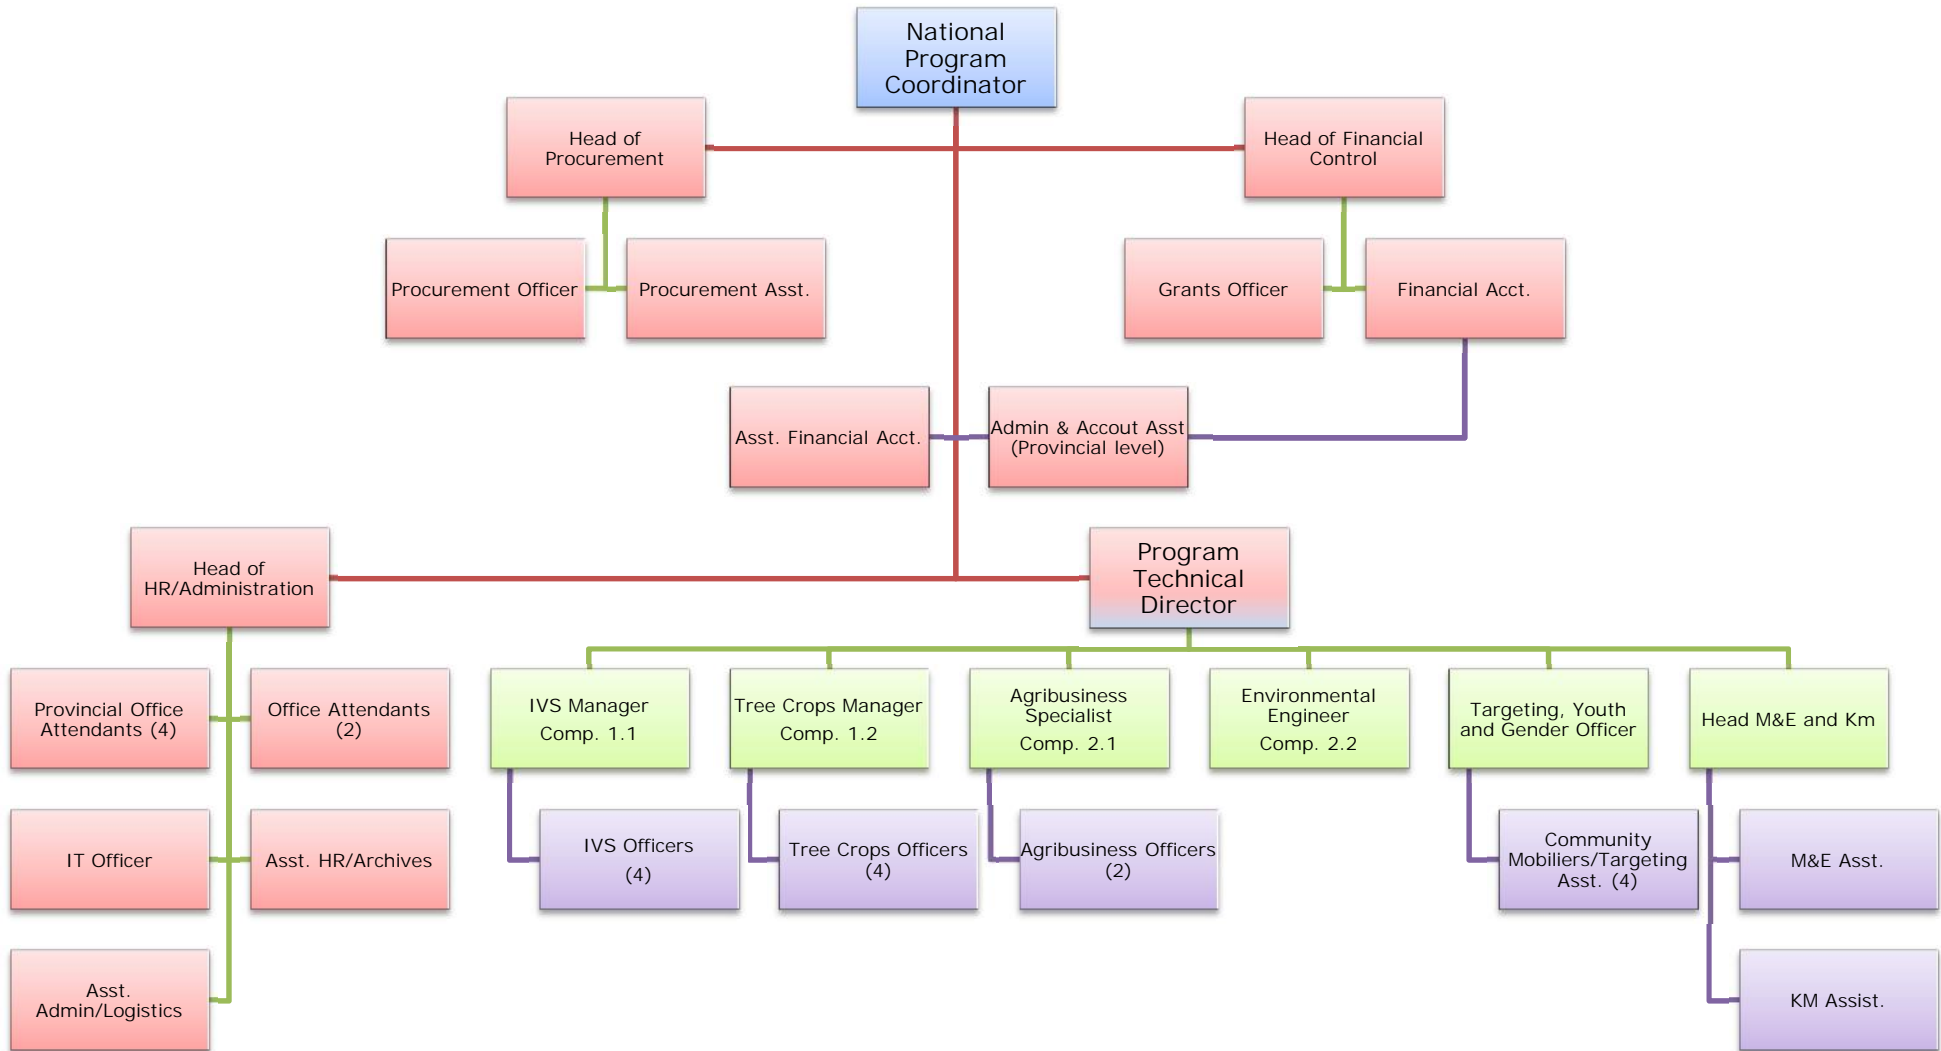 National
Program
Coordinator
Head of
Procurement
Head of Financial
Control
Procurement Officer
Procurement Asst.
Grants Officer
Financial Acct.
Asst. Financial Acct.
Admin & Accout Asst
(Provincial level)
Head of
HR/Administration
Program
Technical
Director
Provincial Office
Attendants (4)
Office Attendants
(2)
IVS Manager
Comp. 1.1
Tree Crops Manager
Comp. 1.2
Agribusiness
Specialist
Comp. 2.1
Environmental
Engineer
Comp. 2.2
Targeting, Youth
and Gender Officer
Head M&E and Km
IT Officer
Asst. HR/Archives
IVS Officers
(4)
Tree Crops Officers
(4)
Agribusiness Officers
(2)
Community
Mobiliers/Targeting
Asst. (4)
M&E Asst.
Asst.
Admin/Logistics
KM Assist.